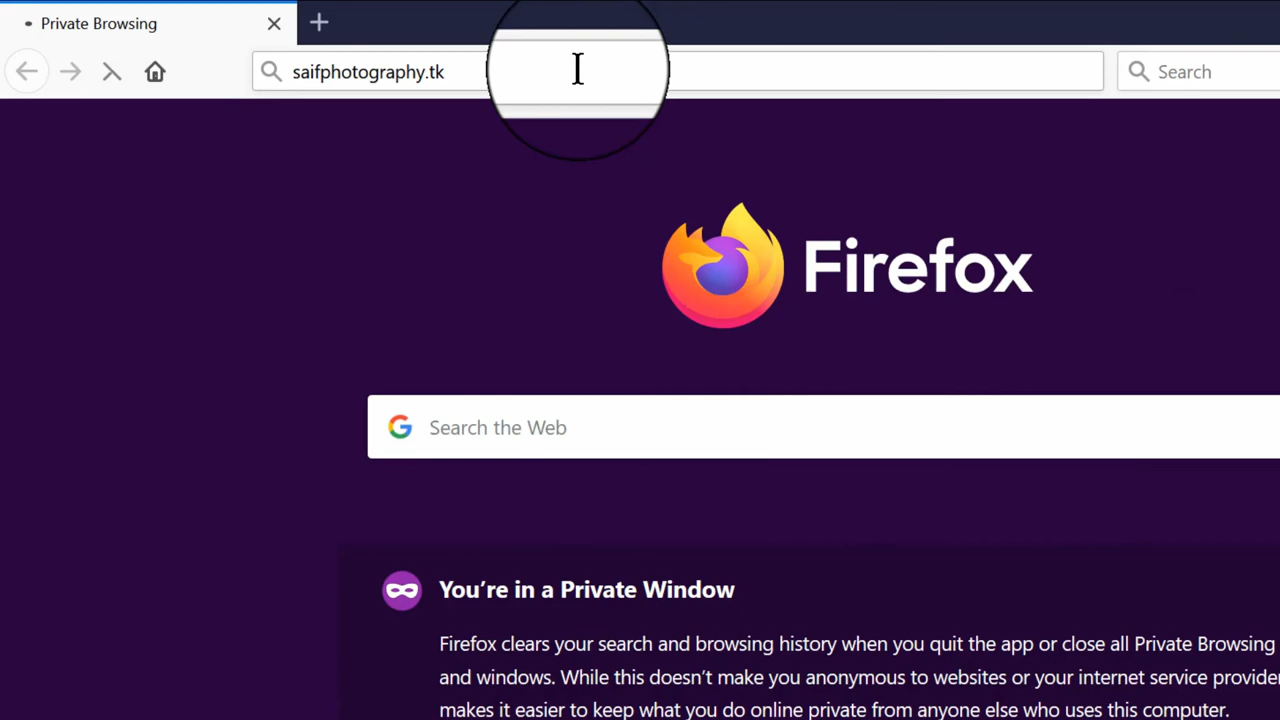 Private Browsing
saifphotography.tk
Search
Firefox
Search the Web
You're in a Private Window
Firefox clears your search and browsing history when you quit the app or close all Private Browsing
and windows. While this doesn't make you anonymous to websites or your internet service
makes it easier to keep what you do online private from anyone else who uses this computer.